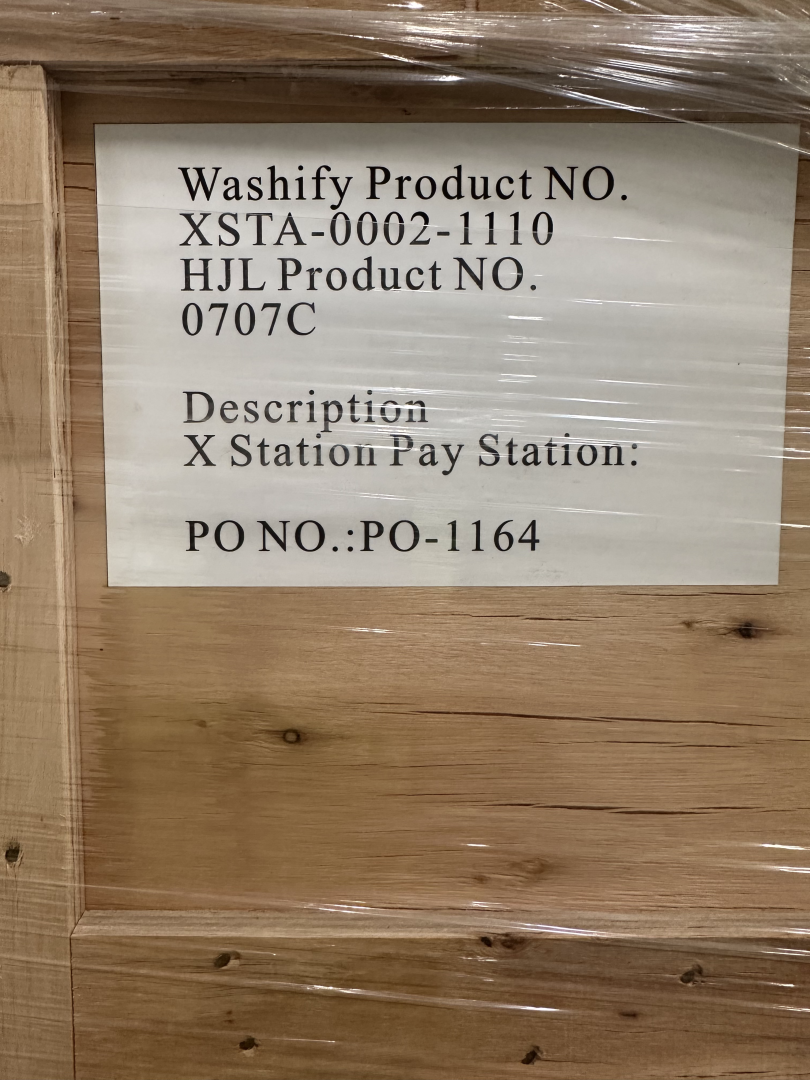 Washify Product NO.
XSTA-0002-1110
HJL Product NO.
0707C
Description
X Station Pay Station:
PO NO.:PO-1164